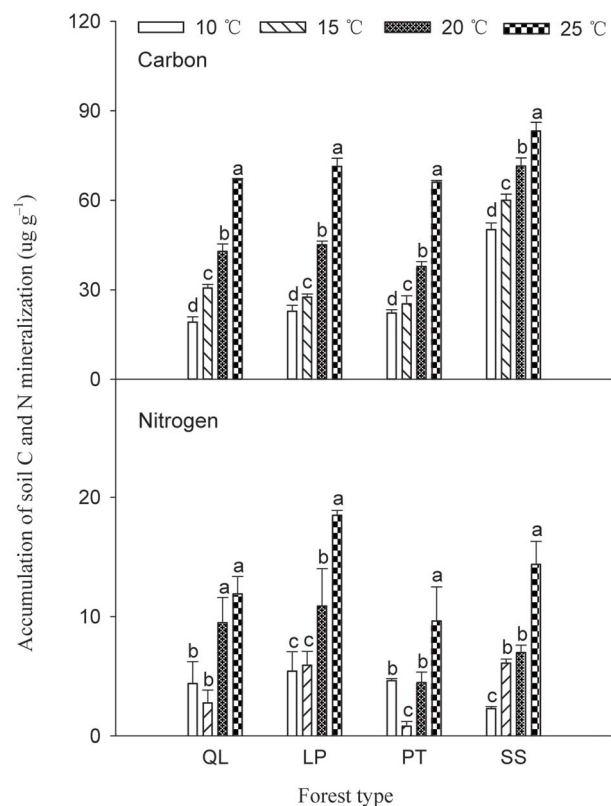 120
10 ℃ 15 ℃ 20 ℃ 25 ℃
Carbon
a
a
a
a
90
b
c
d
60
b
b
b
c
c
c
30
d
d
d
0
Accumulation of soil C and N mineralization (ug g⁻¹)
Nitrogen
20
a
a
b
a
a
a
10
b
b
c
c
b
c
b
b
b
c
0
QL LP PT SS
Forest type